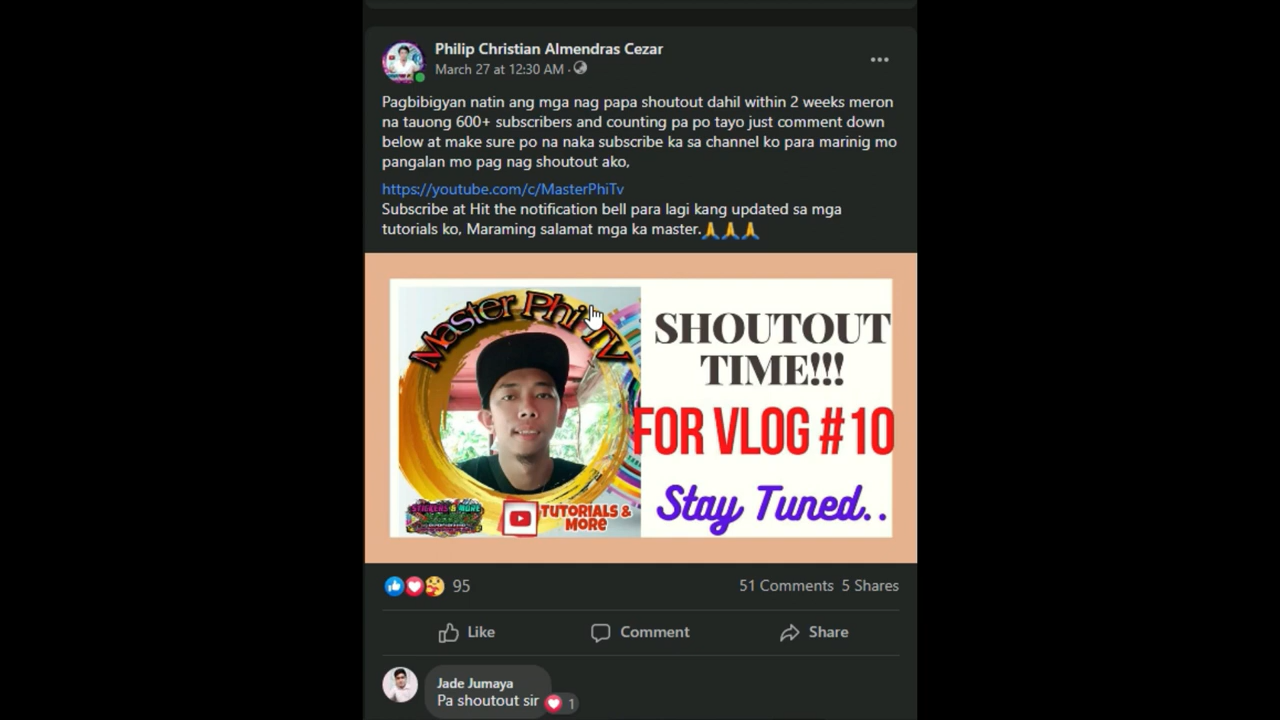 Philip Christian Almendras Cezar
March 27 at 12:30 AM ·
Pagbibigyan natin ang mga nag papa shoutout dahil within 2 weeks meron
na tauong 600+ subscribers and counting pa po tayo just comment down
below at make sure po na naka subscribe ka sa channel ko para marinig mo
pangalan mo pag nag shoutout ako,
https://youtube.com/c/MasterPhiTv
Subscribe at Hit the notification bell para lagi kang updated sa mga
tutorials ko, Maraming salamat mga ka master.🙏🙏🙏
Master Phi TV
SHOUTOUT
TIME!!!
FOR VLOG #10
Stay Tuned..
STICKERS & MORE
TUTORIALS &
MORE
95
51 Comments 5 Shares
Like Comment Share
Jade Jumaya
Pa shoutout sir
1